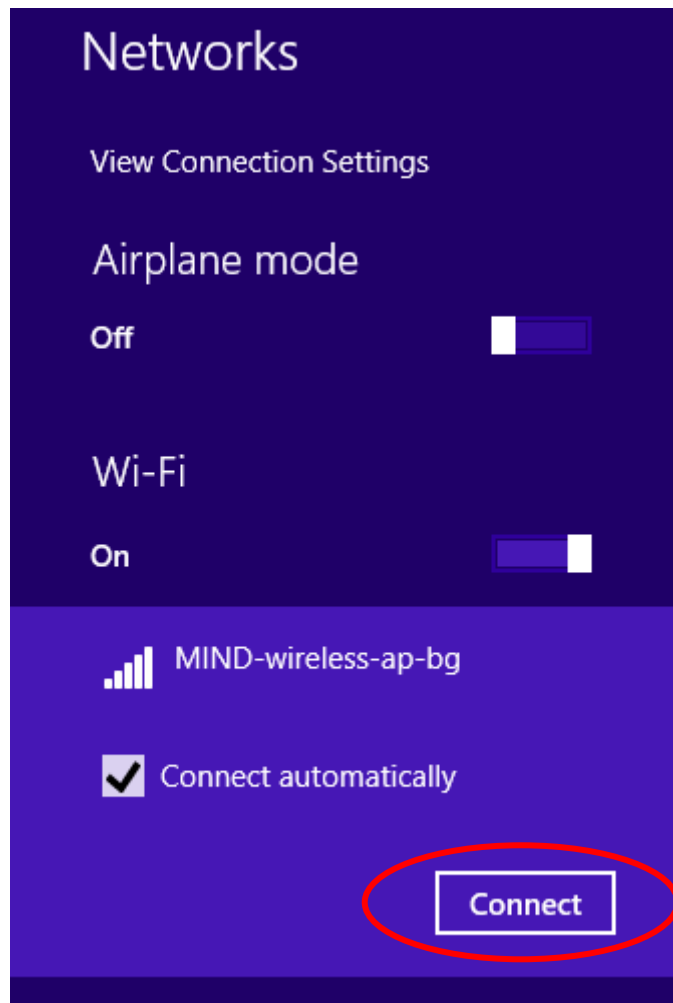 Networks
View Connection Settings
Airplane mode
Off
Wi-Fi
On
MIND-wireless-ap-bg
Connect automatically
Connect